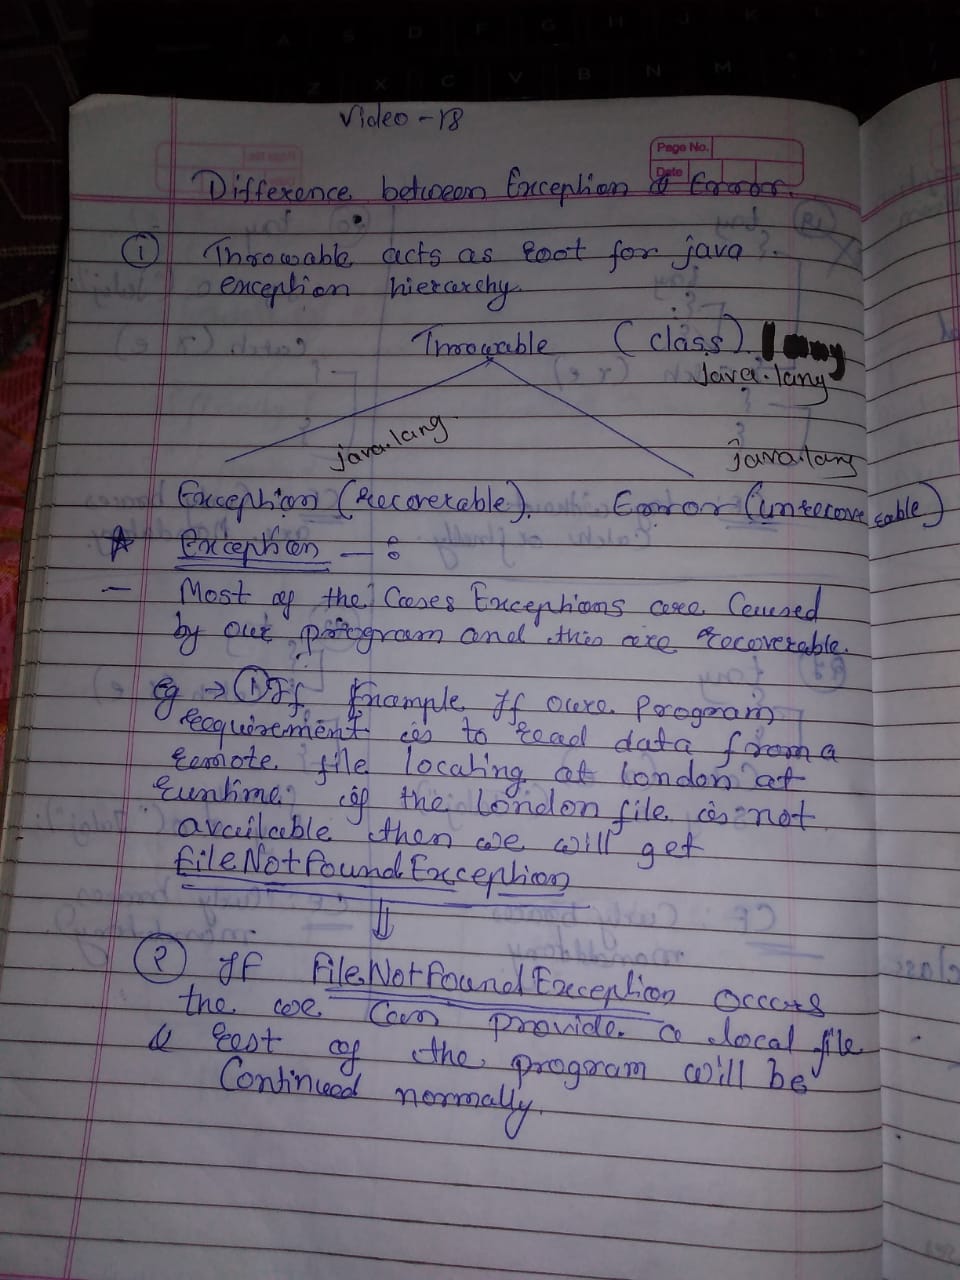 Video - 18
Page No.
Date
Difference between Exception & Error.
① Throwable acts as root for java
exception hierarchy.
Throwable (class)
java.lang
java.lang
java.lang
Exception (Recoverable). Error (unrecoverable)
Exception - :
- Most of the Cases Exceptions are Caused
by our program and this are recoverable.
Eg → ① If Example If oure Program
requirement is to read data from a
remote file locating at London at
runtime, if the London file is not
available then we will get
FileNotFoundException
② If FileNotFoundException occurs
the we Can provide a local file
& rest of the program will be
Continued normally.